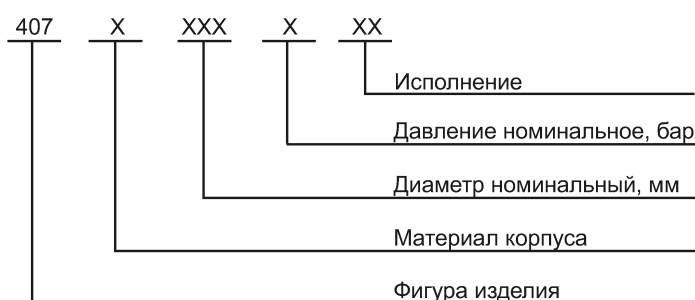 407 X XXX X XX
Исполнение
Давление номинальное, бар
Диаметр номинальный, мм
Материал корпуса
Фигура изделия